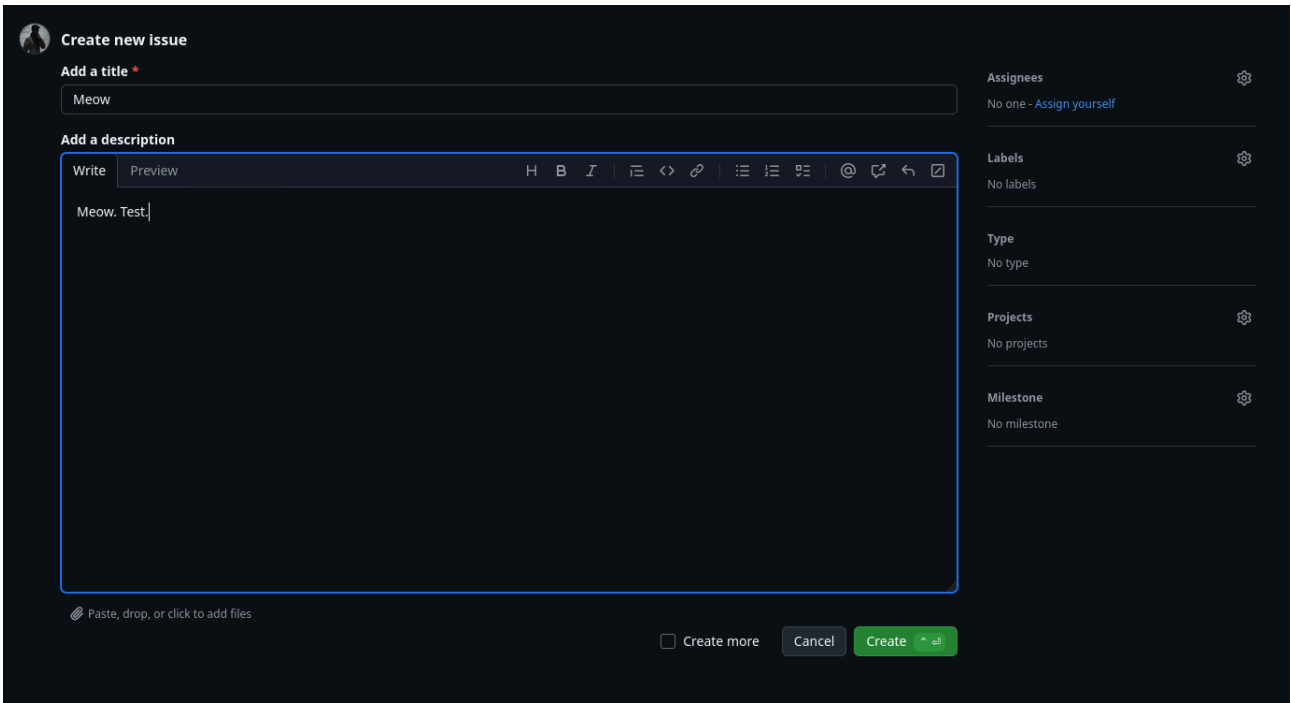 Create new issue
Add a title *
Meow
Add a description
Write Preview
Meow. Test.
Paste, drop, or click to add files
Create more Cancel Create
Assignees
No one - Assign yourself
Labels
No labels
Type
No type
Projects
No projects
Milestone
No milestone